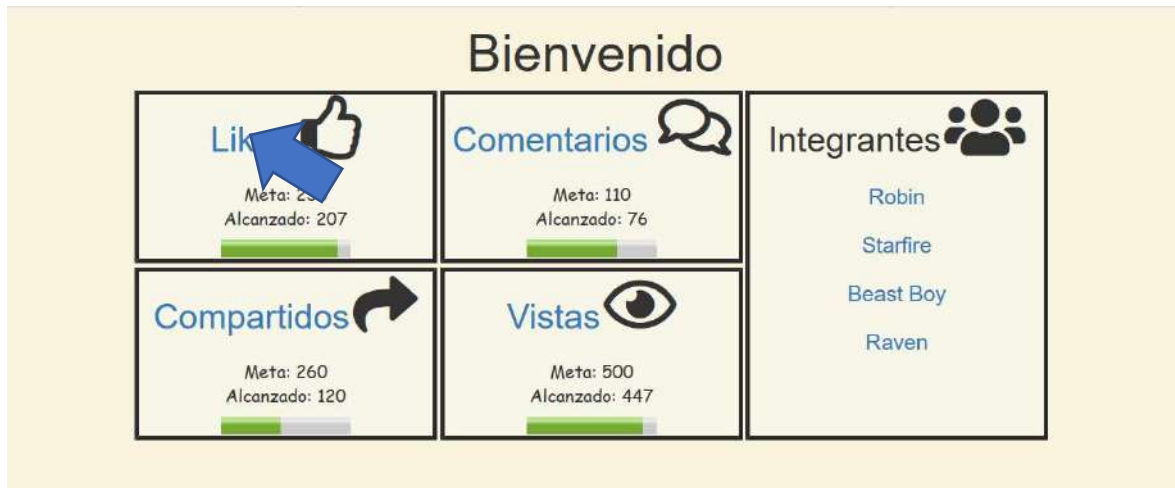 Bienvenido
Comentarios
Integrantes
Meta:
Alcanzado: 207
Meta: 110
Alcanzado: 76
Robin
Starfire
Beast Boy
Raven
Compartidos
Vistas
Meta: 260
Alcanzado: 120
Meta: 500
Alcanzado: 447